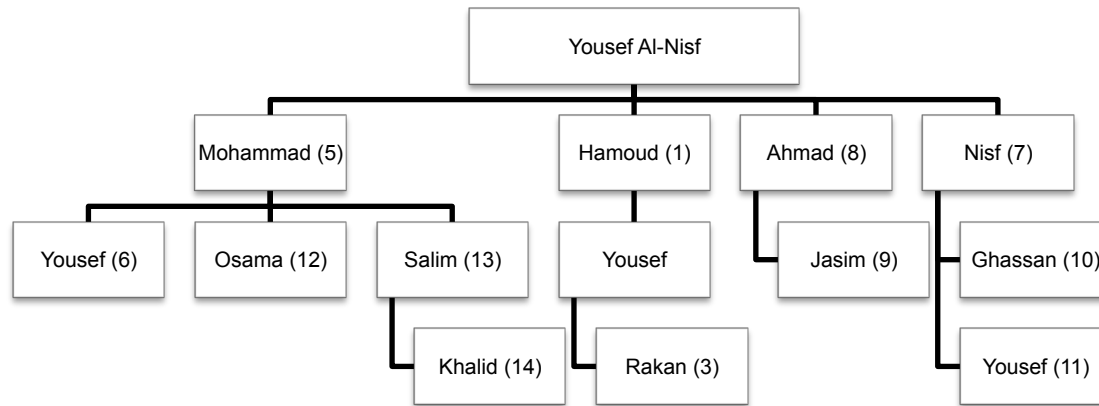 Yousef Al-Nisf
Mohammad (5)
Hamoud (1)
Ahmad (8)
Nisf (7)
Yousef (6)
Osama (12)
Salim (13)
Yousef
Jasim (9)
Ghassan (10)
Khalid (14)
Rakan (3)
Yousef (11)